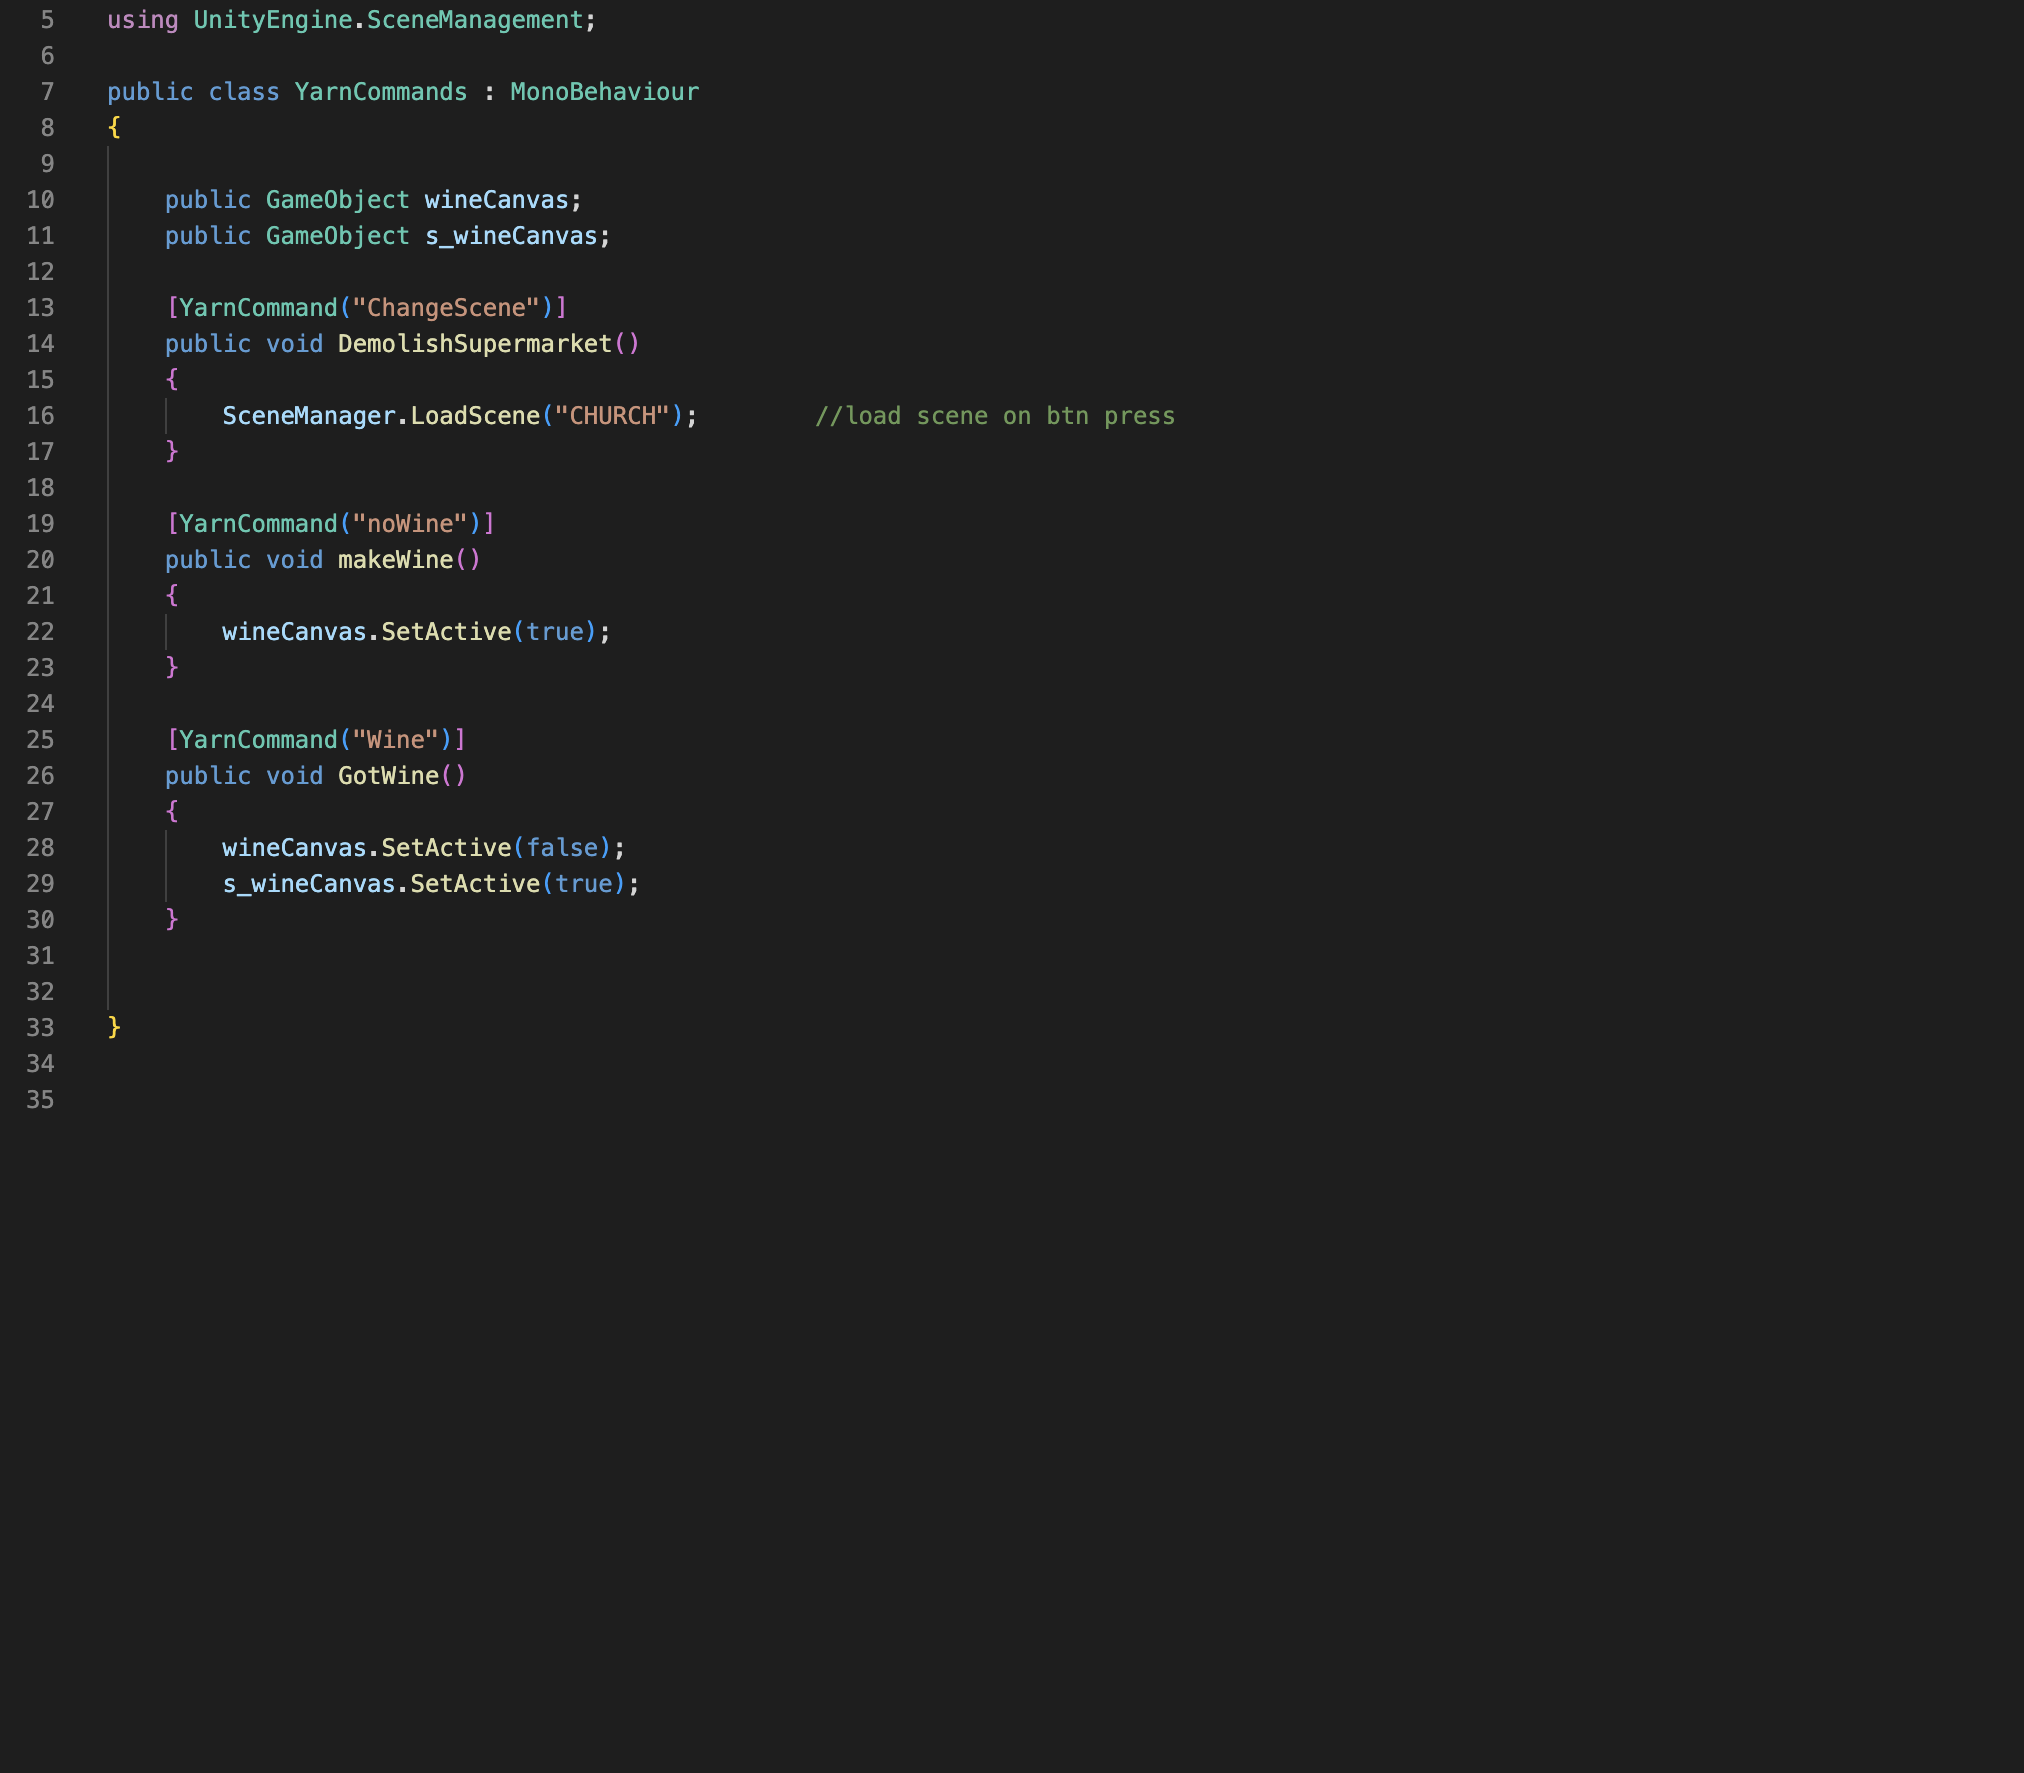 5 using UnityEngine.SceneManagement;
6
7 public class YarnCommands : MonoBehaviour
8 {
9
10 public GameObject wineCanvas;
11 public GameObject s_wineCanvas;
12
13 [YarnCommand("ChangeScene")]
14 public void DemolishSupermarket()
15 {
16 SceneManager.LoadScene("CHURCH"); //load scene on btn press
17 }
18
19 [YarnCommand("noWine")]
20 public void makeWine()
21 {
22 wineCanvas.SetActive(true);
23 }
24
25 [YarnCommand("Wine")]
26 public void GotWine()
27 {
28 wineCanvas.SetActive(false);
29 s_wineCanvas.SetActive(true);
30 }
31
32
33 }
34
35